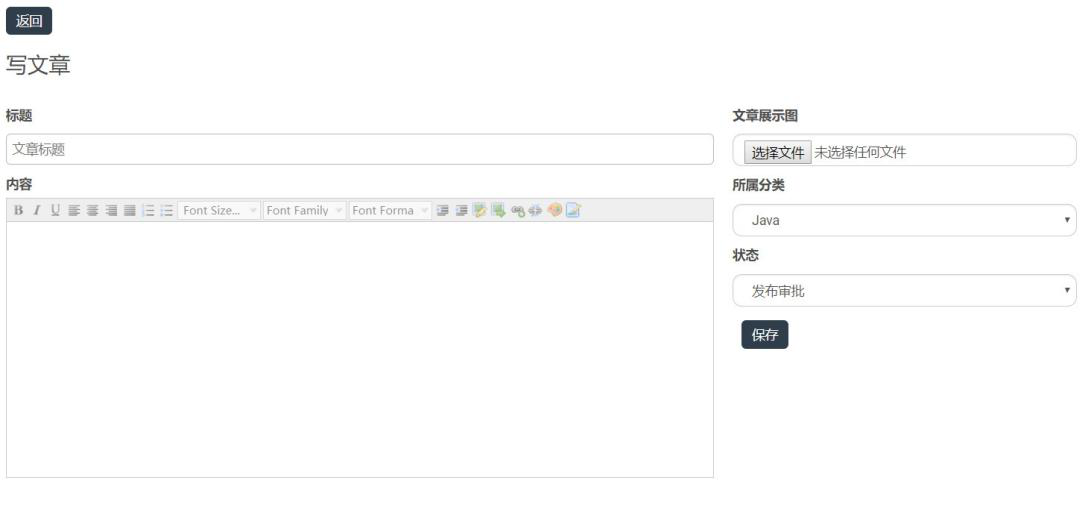 返回
写文章
标题
文章标题
内容
B I U Font Size... Font Family Font Forma
文章展示图
选择文件 未选择任何文件
所属分类
Java
状态
发布审批
保存